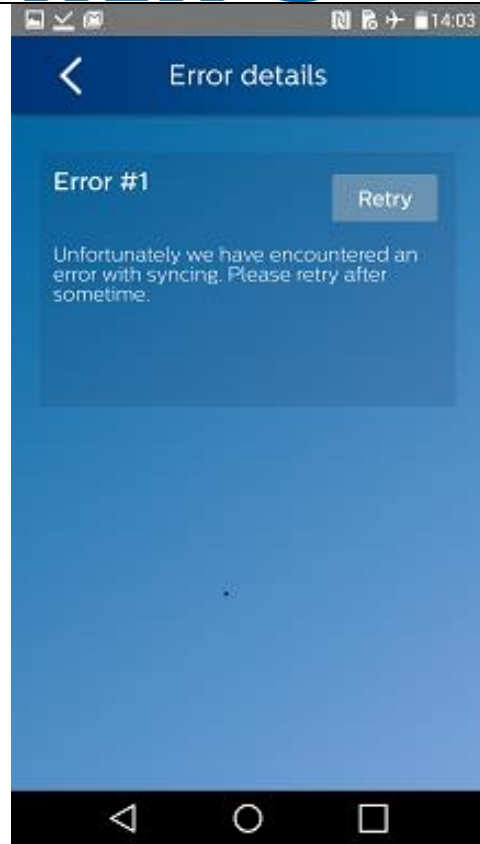 14:03
Error details
Error #1
Retry
Unfortunately we have encountered an
error with syncing. Please retry after
sometime.